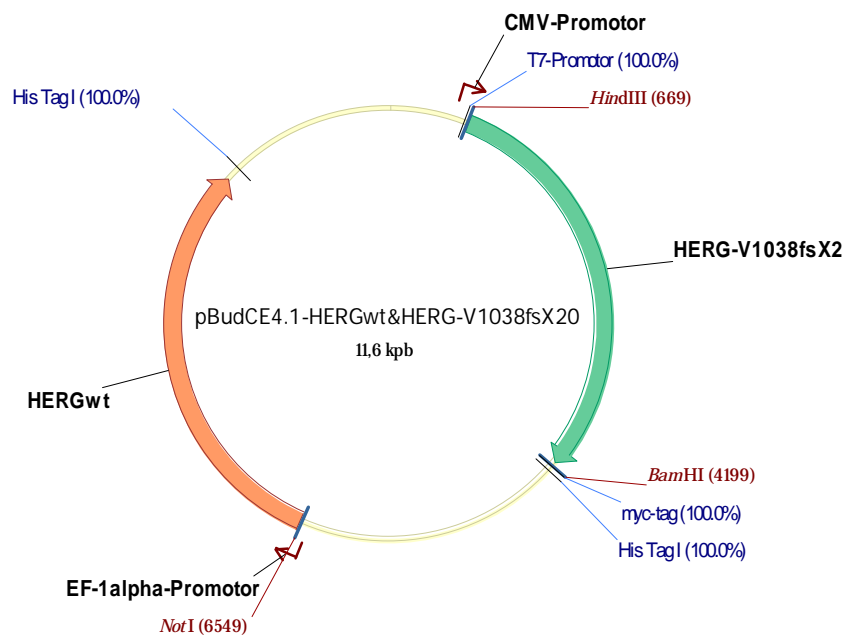 CMV-Promotor
T7-Promotor (100.0%)
His Tag I (100.0%)
HindIII (669)
HERG-V1038fsX2
pBudCE4.1-HERGwt&HERG-V1038fsX20
11,6 kpb
HERGwt
BamHI (4199)
myc-tag (100.0%)
His Tag I (100.0%)
EF-1alpha-Promotor
NotI (6549)